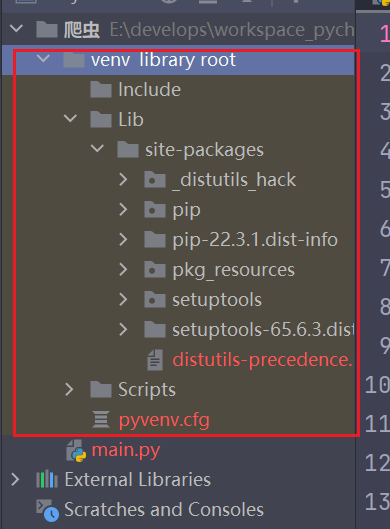 爬虫 E:\develops\workspace_pych
venv library root
Include
Lib
site-packages
_distutils_hack
pip
pip-22.3.1.dist-info
pkg_resources
setuptools
setuptools-65.6.3.dist
distutils-precedence.
Scripts
pyvenv.cfg
main.py
External Libraries
Scratches and Consoles
1
2
3
4
5
6
7
8
9
10
11
12
13